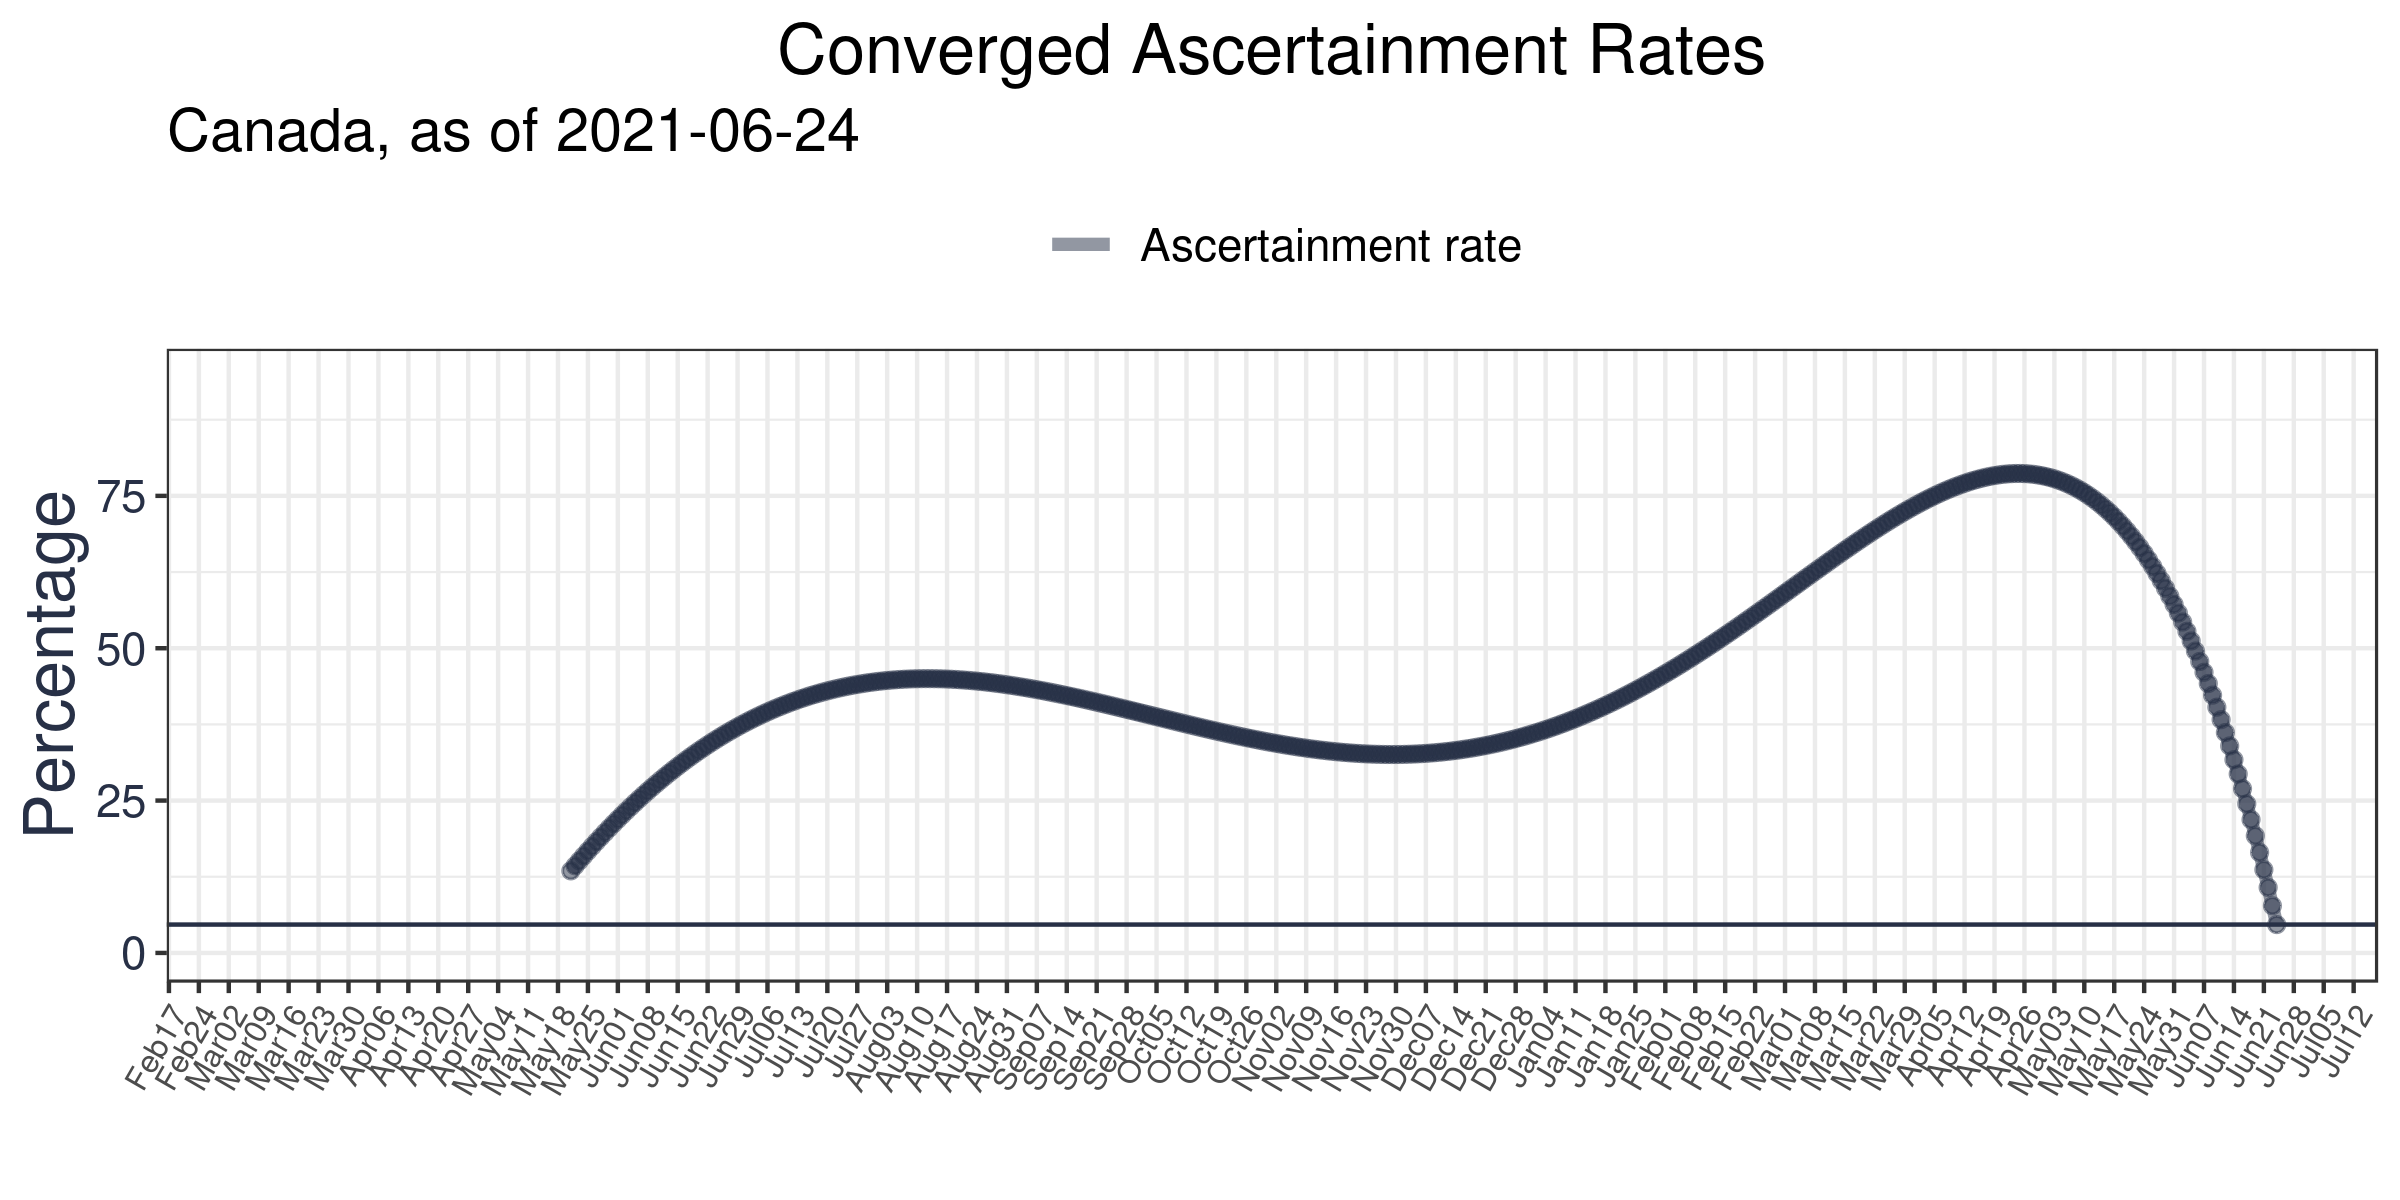 Converged Ascertainment Rates
Canada, as of 2021-06-24
Ascertainment rate
Percentage
75
50
25
0
Feb17
Feb24
Mar02
Mar09
Mar16
Mar23
Mar30
Apr06
Apr13
Apr20
Apr27
May04
May11
May18
May25
Jun01
Jun08
Jun15
Jun22
Jun29
Jul06
Jul13
Jul20
Jul27
Aug03
Aug10
Aug17
Aug24
Aug31
Sep07
Sep14
Sep21
Sep28
Oct05
Oct12
Oct19
Oct26
Nov02
Nov09
Nov16
Nov23
Nov30
Dec07
Dec14
Dec21
Dec28
Jan04
Jan11
Jan18
Jan25
Feb01
Feb08
Feb15
Feb22
Mar01
Mar08
Mar15
Mar22
Mar29
Apr05
Apr12
Apr19
Apr26
May03
May10
May17
May24
May31
Jun07
Jun14
Jun21
Jun28
Jul05
Jul12